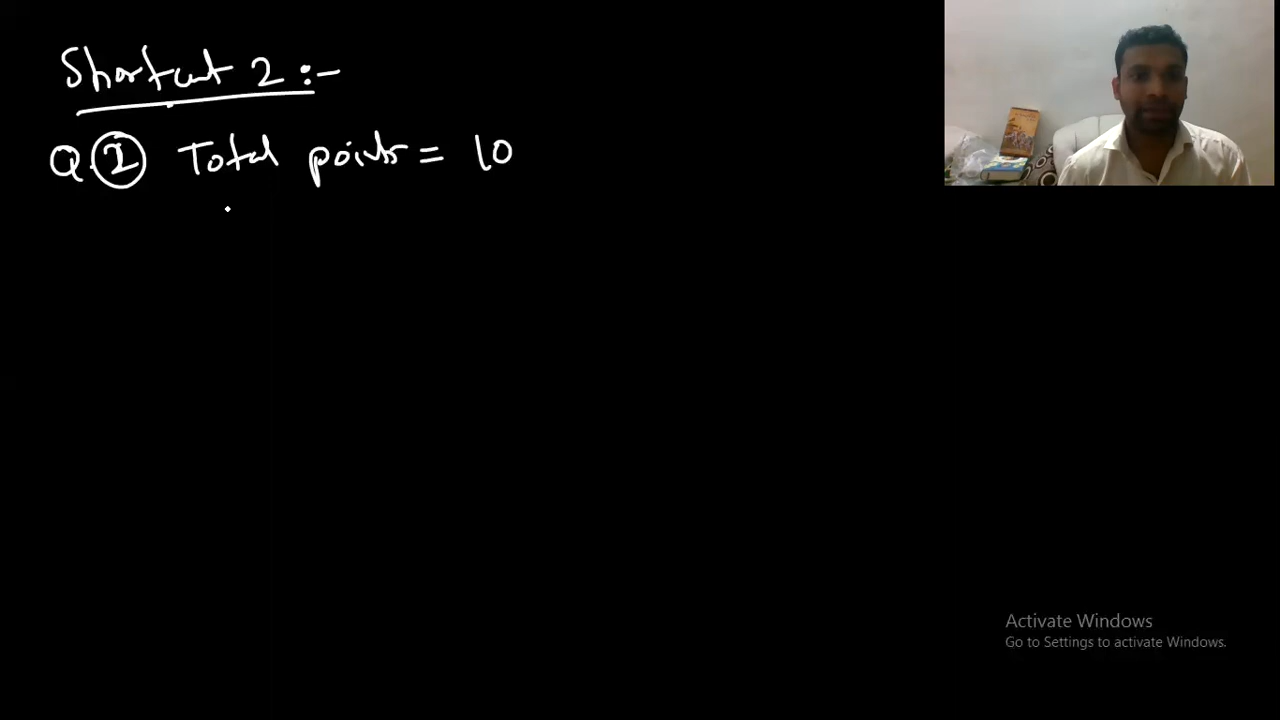 Shortcut 2 :-
Q. ① Total points = 10
Activate Windows
Go to Settings to activate Windows.